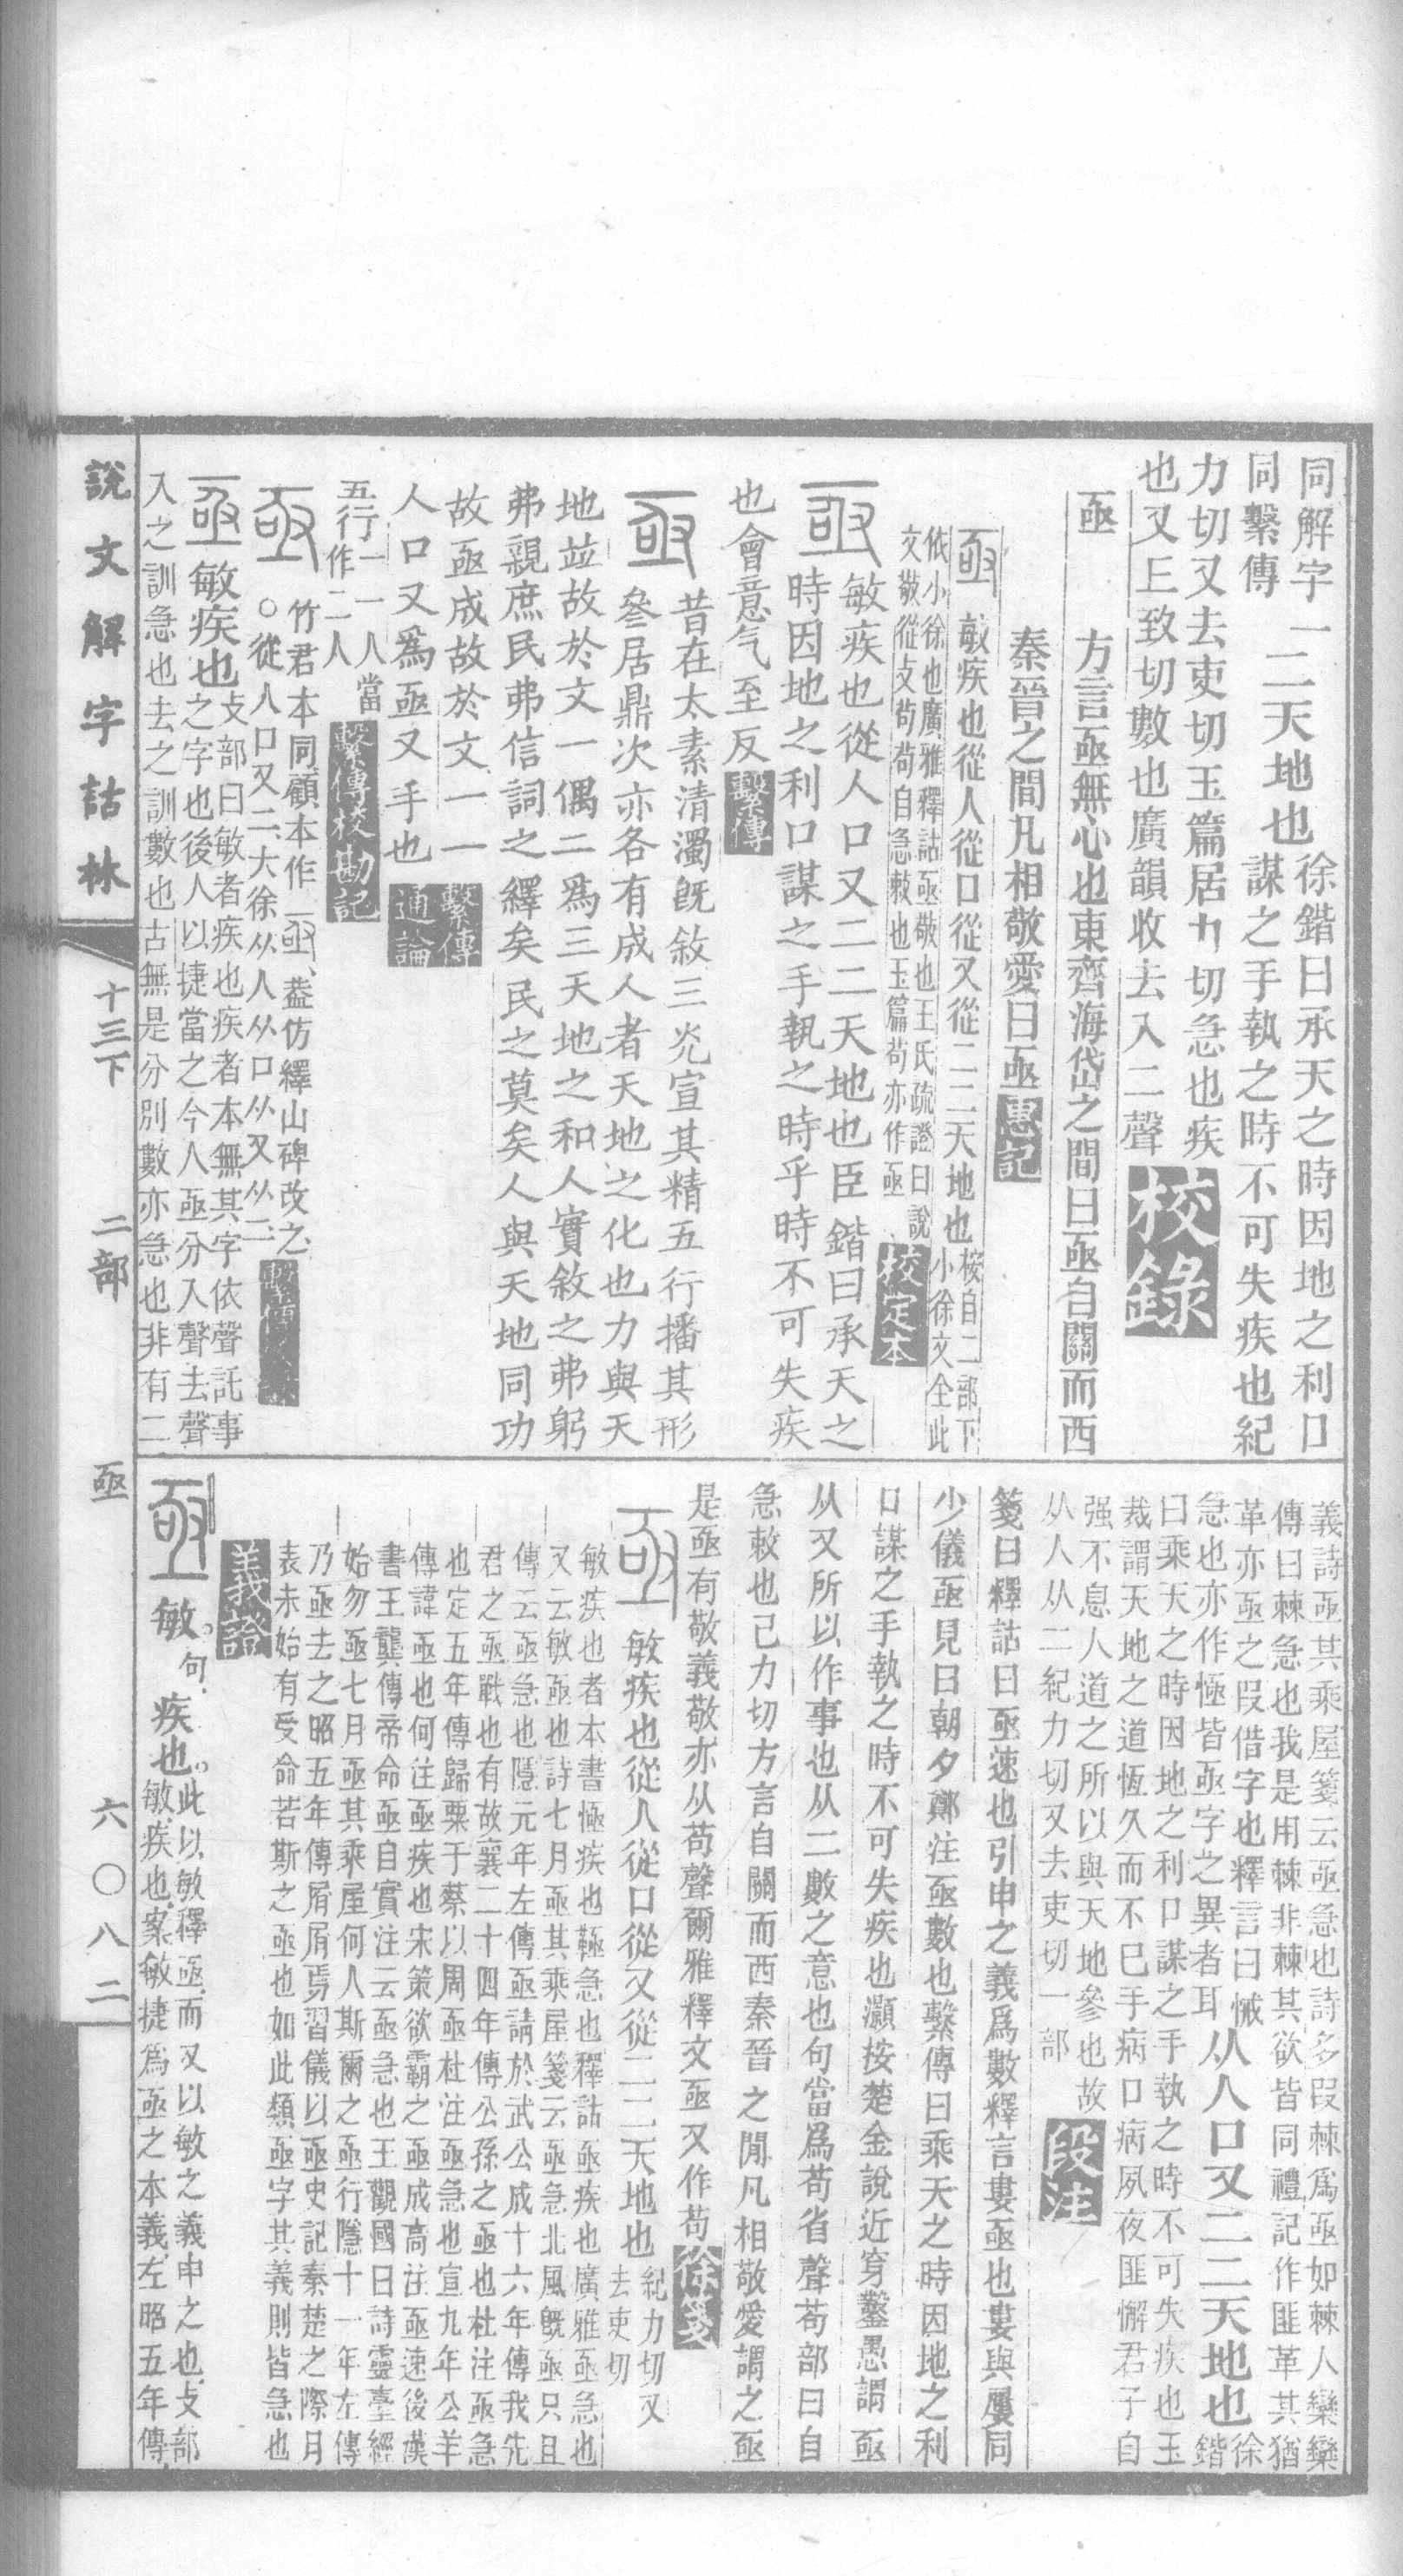 同解字一二天地也徐鍇曰承天之時因地之利口
同繫傳謀之手執之時不可失疾也紀
力切又去吏切玉篇居力切急也疾
也又丘致切數也廣韻收去入二聲校錄
亟方言亟無心也東齊海岱之間曰亟自關而西
秦晉之間凡相敬愛曰亟惠記
亟敏疾也從人從口從又從二二天地也按自二部下
小徐文全此
依小徐也廣雅釋詁亟敬也王氏疏證曰說
文敬從攴茍茍自急敕也玉篇茍亦作亟校定本
亟敏疾也從人口又二二天地也臣鍇曰承天之
時因地之利口謀之手執之時乎時不可失疾
也會意气至反繫傳
亟昔在太素清濁旣敘三光宣其精五行播其形
參居鼎次亦各有成人者天地之化也力與天
地竝故於文一偶二爲三天地之和人實敘之弗躬
弗親庶民弗信詞之繹矣民之莫矣人與天地同功
故亟成故於文一一
人口又爲亟又手也繫傳通論
五行一一人當
作二人繫傳校勘記
亟竹君本同顧本作亟蓋仿繹山碑改之
○從人口又二大徐从人从口从又从二
亟敏疾也攴部曰敏者疾也疾者本無其字依聲託事
之字也後人以捷當之今人亟分入聲去聲
入之訓急也去之訓數也古無是分別數亦急也非有二
義詩亟其乘屋箋云亟急也詩多叚棘爲亟如棘人欒欒
傳曰棘急也我是用棘非棘其欲皆同禮記作匪革其猶
革亦亟之叚借字也釋言曰悈
急也亦作極皆亟字之異者耳从人口又二二天地也徐鍇
曰乘天之時因地之利口謀之手執之時不可失疾也玉
裁謂天地之道恆久而不巳手病口病夙夜匪懈君子自
强不息人道之所以與天地參也故
从人从二紀力切又去吏切一部段注
箋曰釋詁曰亟速也引申之義爲數釋言婁亟也婁與屢同
少儀亟見曰朝夕鄭注亟數也繫傳曰乘天之時因地之利
口謀之手執之時不可失疾也灝按楚金說近穿鑿愚謂亟
从又所以作事也从二數之意也句當爲茍省聲茍部曰自
急敕也己力切方言自關而西秦晉之閒凡相敬愛謂之亟
是亟有敬義敬亦从茍聲爾雅釋文亟又作茍徐箋
亟敏疾也從人從口從又從二二天地也紀力切又
去吏切
敏疾也者本書㥛疾也䩯急也釋詁亟疾也廣雅亟急也
又云敏亟也詩七月亟其乘屋箋云亟急北風旣亟只且
傳云亟急也隱元年左傳亟請於武公成十六年傳我先
君之亟戰也有故襄二十四年傳公孫之亟也杜注亟急
也定五年傳歸粟于蔡以周亟杜注亟急也宣九年公羊
傳諱亟也何注亟疾也宋策欲霸之亟成高注亟速後漢
書王龔傳帝命亟自實注云亟急也王觀國曰詩靈臺經
始勿亟七月亟其乘屋何人斯爾之亟行隱十一年左傳
乃亟去之昭五年傳屑屑焉習儀以亟史記秦楚之際月
表未始有受命若斯之亟也如此類亟字其義則皆急也
義證
亟敏句疾也此以敏釋亟而又以敏之義申之也攴部
敏疾也案敏捷爲亟之本義左昭五年傳
說文解字詁林
十三下
二部
亟
六〇八二